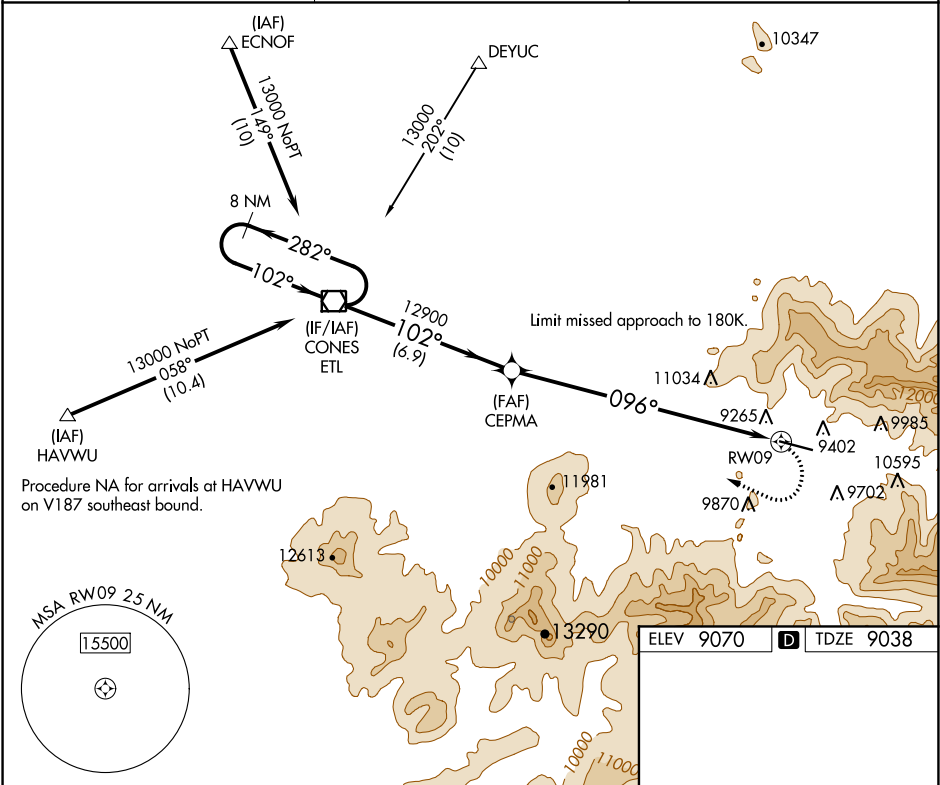 (IAF)
ECNOF
DEYUC
10347
13000 NoPT
149°
(10)
13000
202°
(10)
8 NM
282°
102°
(IF/IAF)
CONES
ETL
12900
102°
(6.9)
Limit missed approach to 180K.
13000 NoPT
058°
(10.4)
(IAF)
HAVWU
(FAF)
CEPMA
096°
11034
12000
9265
9985
9402
RW09
10595
9702
9870
Procedure NA for arrivals at HAVWU
on V187 southeast bound.
11981
12613
10000
11000
13290
MSA RW09 25 NM
15500
ELEV 9070 D TDZE 9038
10000
11000